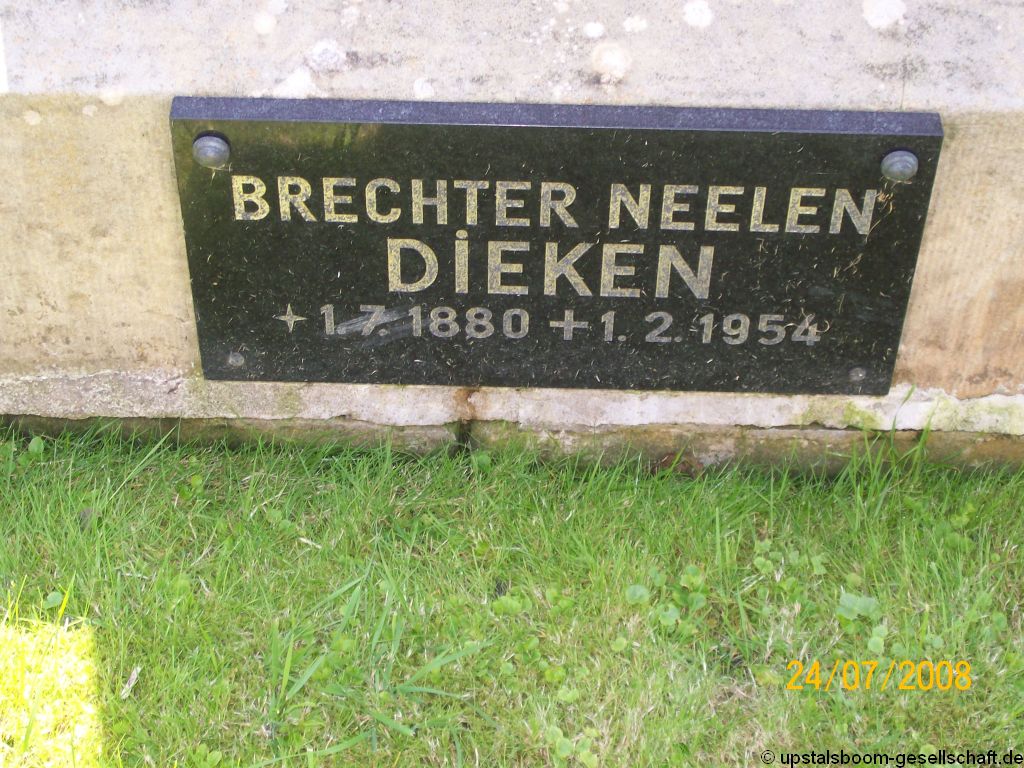 BRECHTER NEELEN
DiEKEN
✦ 1. 7. 1880 + 1. 2. 1954
24/07/2008
© upstalsboom-gesellschaft.de